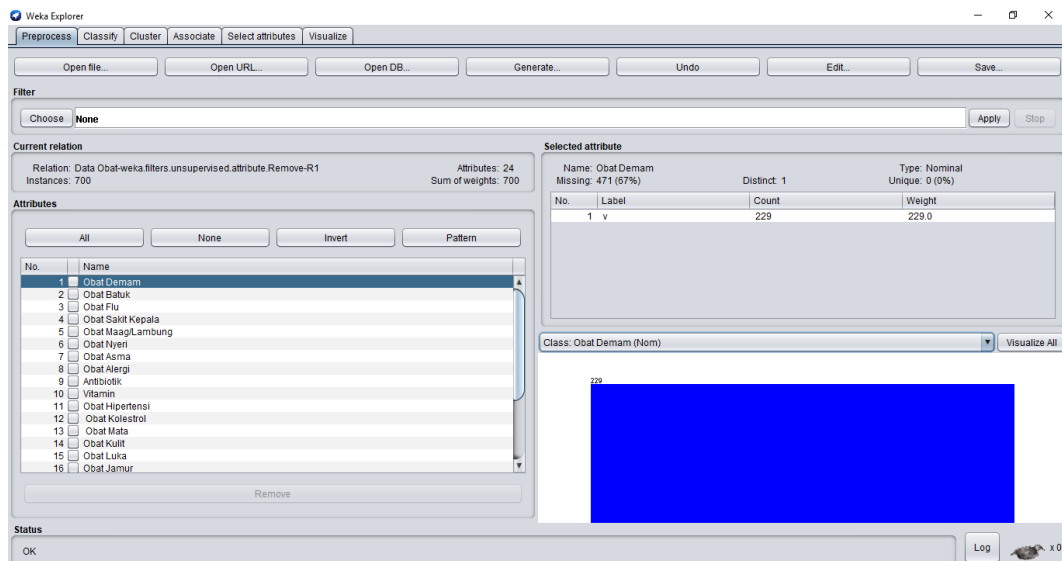 Weka Explorer
Preprocess Classify Cluster Associate Select attributes Visualize
Open file... Open URL... Open DB... Generate... Undo Edit... Save...
Filter
Choose None Apply Stop
Current relation
Relation: Data Obat-weka.filters.unsupervised.attribute.Remove-R1 Attributes: 24
Instances: 700 Sum of weights: 700
Attributes
All None Invert Pattern
No. Name
1 Obat Demam
2 Obat Batuk
3 Obat Flu
4 Obat Sakit Kepala
5 Obat Maag/Lambung
6 Obat Nyeri
7 Obat Asma
8 Obat Alergi
9 Antibiotik
10 Vitamin
11 Obat Hipertensi
12 Obat Kolestrol
13 Obat Mata
14 Obat Kulit
15 Obat Luka
16 Obat Jamur
Remove
Selected attribute
Name: Obat Demam Type: Nominal
Missing: 471 (67%) Distinct: 1 Unique: 0 (0%)
No. Label Count Weight
1 v 229 229.0
Class: Obat Demam (Nom) Visualize All
229
Status
OK Log x 0